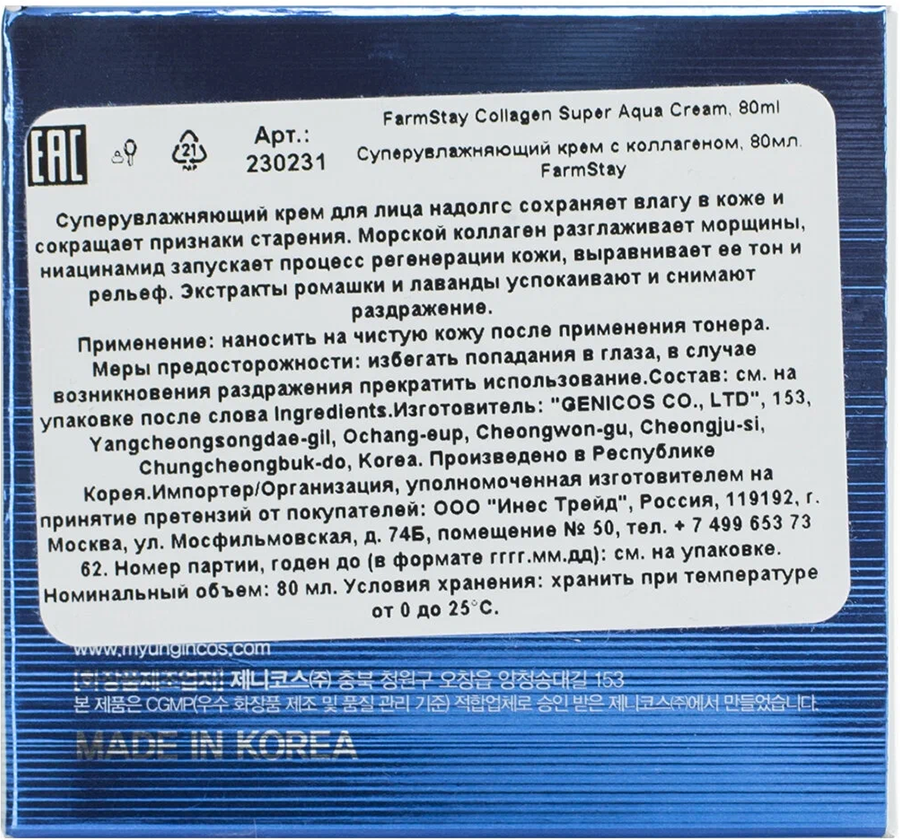 FarmStay Collagen Super Aqua Cream, 80ml
EAC
21
PAP
Арт.:
230231
Суперувлажняющий крем с коллагеном, 80мл.
FarmStay
Суперувлажняющий крем для лица надолгс сохраняет влагу в коже и
сокращает признаки старения. Морской коллаген разглаживает морщины,
ниацинамид запускает процесс регенерации кожи, выравнивает ее тон и
рельеф. Экстракты ромашки и лаванды успокаивают и снимают
раздражение.
Применение: наносить на чистую кожу после применения тонера.
Меры предосторожности: избегать попадания в глаза, в случае
возникновения раздражения прекратить использование.Состав: см. на
упаковке после слова Ingredients.Изготовитель: "GENICOS CO., LTD", 153,
Yangcheongsongdae-gil, Ochang-eup, Cheongwon-gu, Cheongju-si,
Chungcheongbuk-do, Korea. Произведено в Республике
Корея.Импортер/Организация, уполномоченная изготовителем на
принятие претензий от покупателей: ООО "Инес Трейд", Россия, 119192, г.
Москва, ул. Мосфильмовская, д. 74Б, помещение № 50, тел. + 7 499 653 73
62. Номер партии, годен до (в формате гггг.мм.дд): см. на упаковке.
Номинальный объем: 80 мл. Условия хранения: хранить при температуре
от 0 до 25°С.
www.myungincos.com
[화장품제조업자] 제니코스(주) 충북 청원구 오창읍 양청송대길 153
본 제품은 CGMP(우수 화장품 제조 및 품질 관리 기준) 적합업체로 승인 받은 제니코스(주)에서 만들었습니다.
MADE IN KOREA